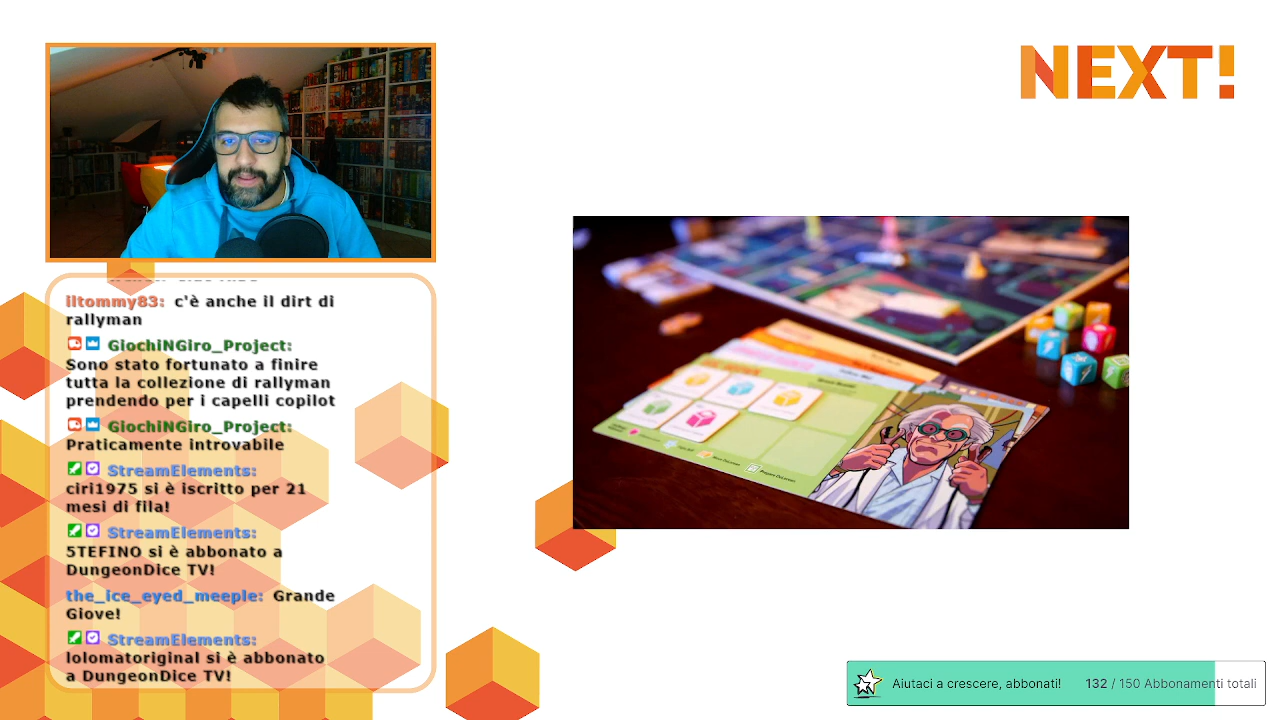 NEXT!
iltommy83: c'è anche il dirt di
rallyman
GiochiNGiro_Project:
Sono stato fortunato a finire
tutta la collezione di rallyman
prendendo per i capelli copilot
GiochiNGiro_Project:
Praticamente introvabile
StreamElements:
ciri1975 si è iscritto per 21
mesi di fila!
StreamElements:
5TEFINO si è abbonato a
DungeonDice TV!
the_ice_eyed_meeple: Grande
Giove!
StreamElements:
lolomatoriginal si è abbonato
a DungeonDice TV!
Aiutaci a crescere, abbonati! 132 / 150 Abbonamenti totali